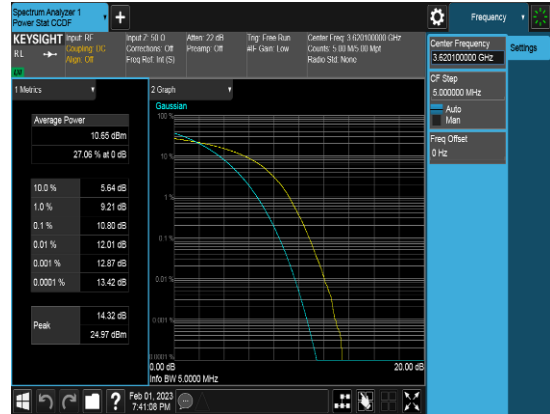 Spectrum Analyzer 1
Power Stat CCDF
Frequency
KEYSIGHT
RL
Input: RF
Coupling: DC
Align: Off
Input Z: 50 Ω
Corrections: Off
Freq Ref: Int (S)
Atten: 22 dB
Preamp: Off
Trig: Free Run
#IF Gain: Low
Center Freq: 3.620100000 GHz
Counts: 5.00 M/5.00 Mpt
Radio Std: None
Center Frequency
3.620100000 GHz
Settings
CF Step
5.000000 MHz
Auto
Man
Freq Offset
0 Hz
1 Metrics
Average Power
10.65 dBm
27.06 % at 0 dB
10.0 % 5.64 dB
1.0 % 9.21 dB
0.1 % 10.80 dB
0.01 % 12.01 dB
0.001 % 12.87 dB
0.0001 % 13.42 dB
Peak
14.32 dB
24.97 dBm
2 Graph
Gaussian
100 %
10 %
1 %
0.1 %
0.01 %
0.001 %
0.0001 %
0.00 dB
20.00 dB
Info BW 5.0000 MHz
Feb 01, 2023
7:41:08 PM